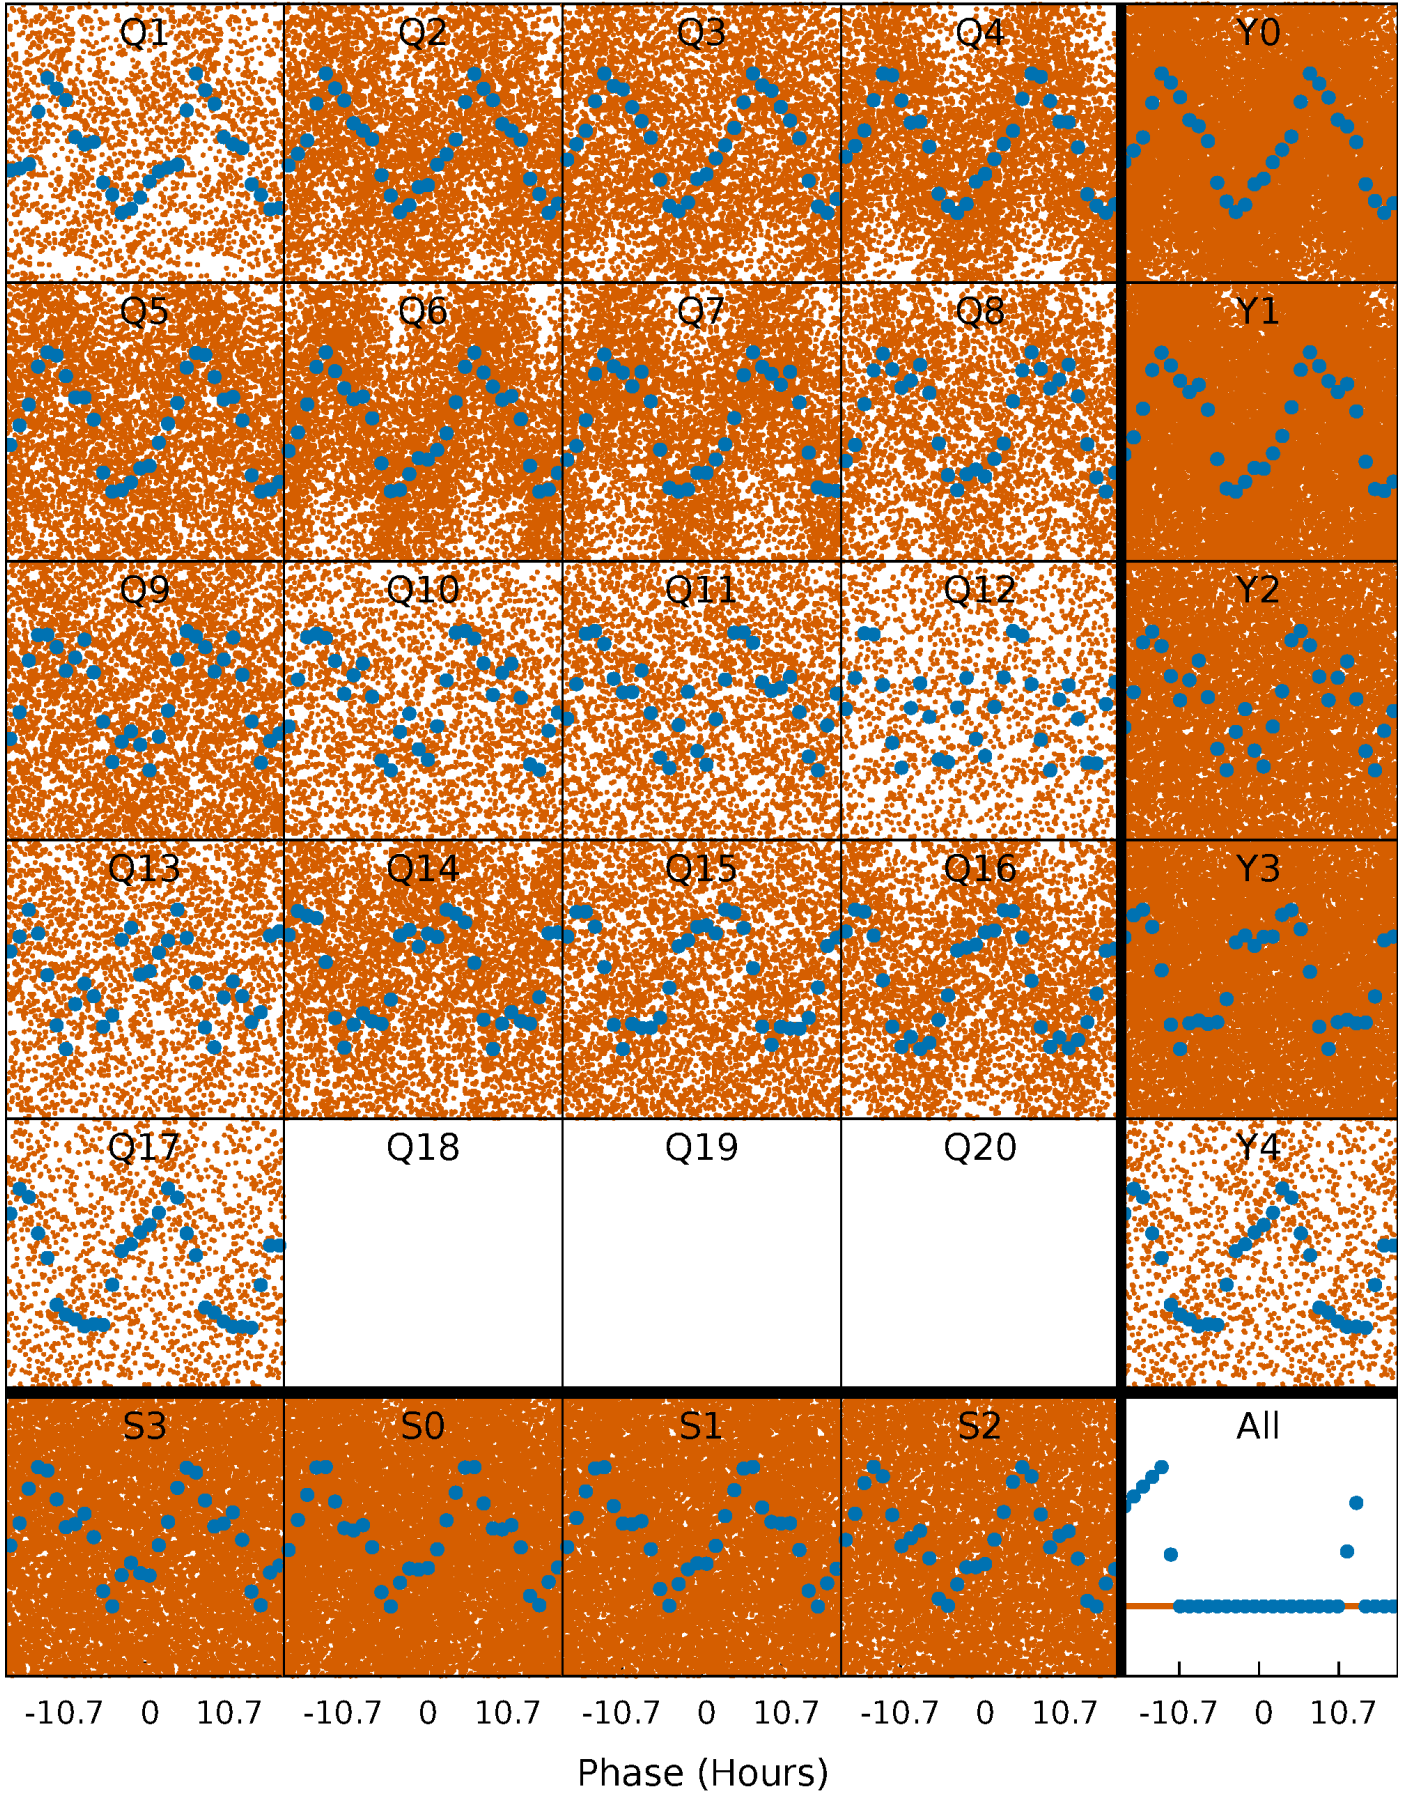 Q1 Q2 Q3 Q4 Y0
Q5 Q6 Q7 Q8 Y1
Q9 Q10 Q11 Q12 Y2
Q13 Q14 Q15 Q16 Y3
Q17 Q18 Q19 Q20 Y4
S3 S0 S1 S2 All
-10.7 0 10.7 -10.7 0 10.7 -10.7 0 10.7 -10.7 0 10.7 -10.7 0 10.7
Phase (Hours)